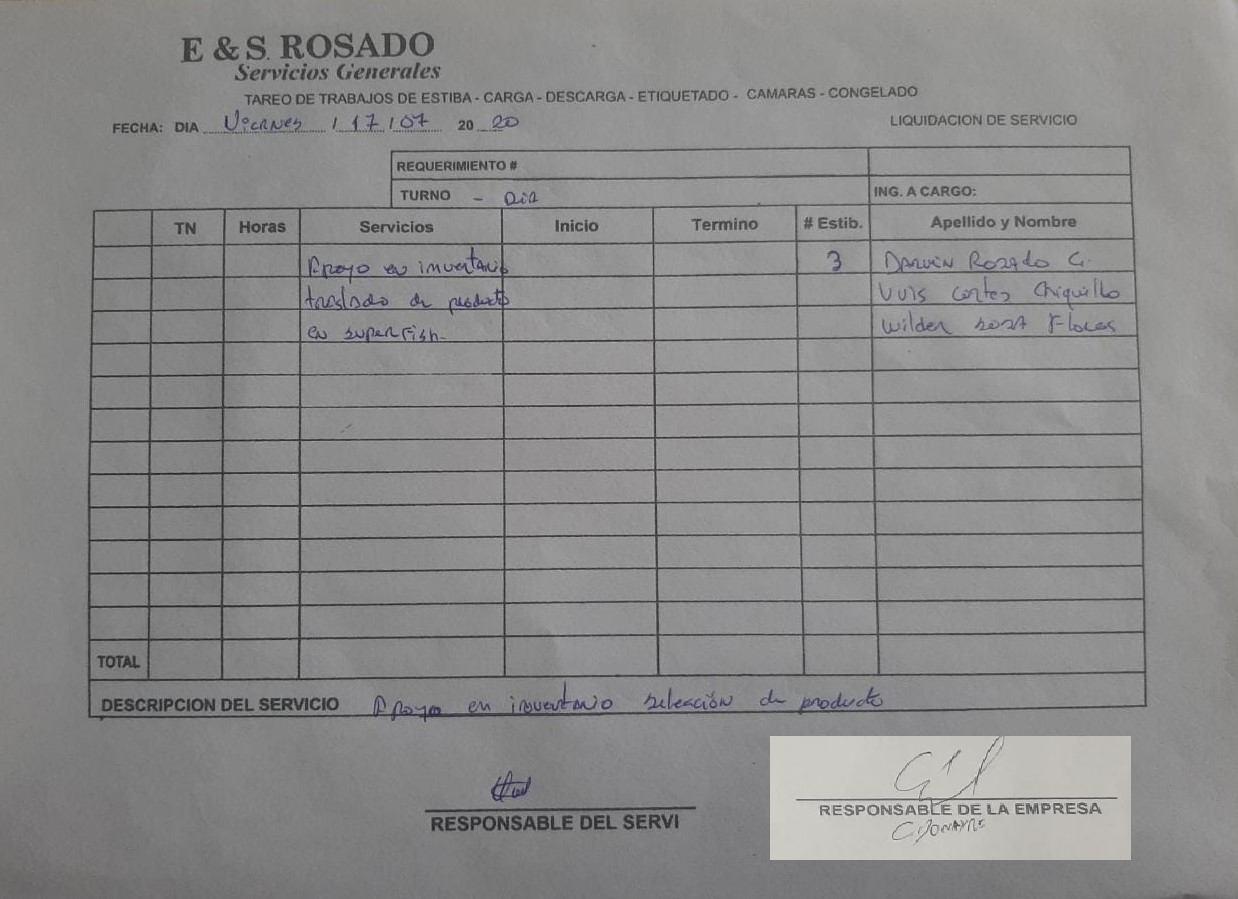 E & S. ROSADO
Servicios Generales
TAREO DE TRABAJOS DE ESTIBA - CARGA - DESCARGA - ETIQUETADO - CAMARAS - CONGELADO
FECHA: DIA Viernes / 17 / 07 20 20 LIQUIDACION DE SERVICIO
REQUERIMIENTO #
TURNO - Dia ING. A CARGO:
TN Horas Servicios Inicio Termino # Estib. Apellido y Nombre
Apoyo en inventario 3 Darwin Rosado G.
traslado de producto Luis Cortez Chiquillo
en superfish. Wilder sosa Flores
TOTAL
DESCRIPCION DEL SERVICIO Apoyo en inventario selección de producto
RESPONSABLE DEL SERVI
RESPONSABLE DE LA EMPRESA